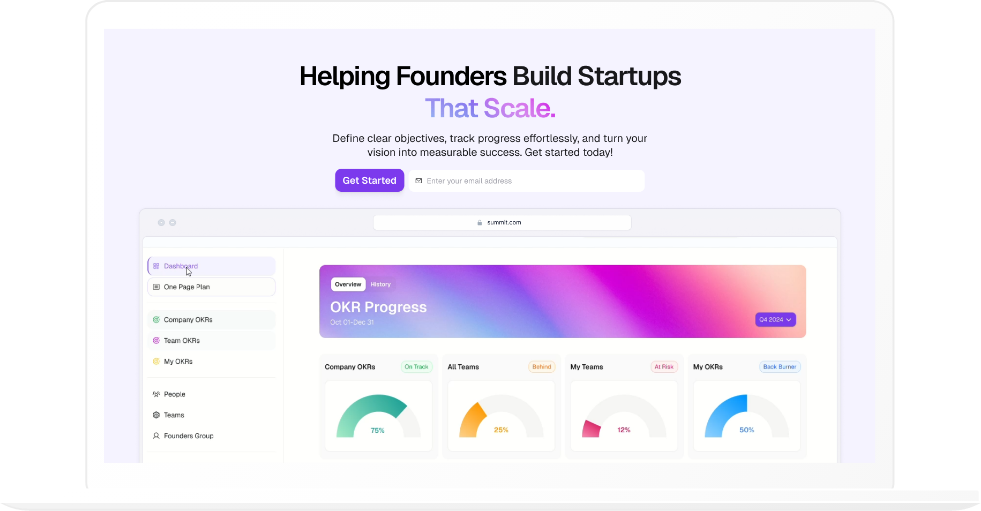 Helping Founders Build Startups
That Scale.
Define clear objectives, track progress effortlessly, and turn your
vision into measurable success. Get started today!
Get Started
Enter your email address
summit.com
Dashboard
One Page Plan
Company OKRs
Team OKRs
My OKRs
People
Teams
Founders Group
Overview History
OKR Progress
Oct 01-Dec 31
Q4 2024
Company OKRs On Track
75%
All Teams Behind
25%
My Teams At Risk
12%
My OKRs Back Burner
50%